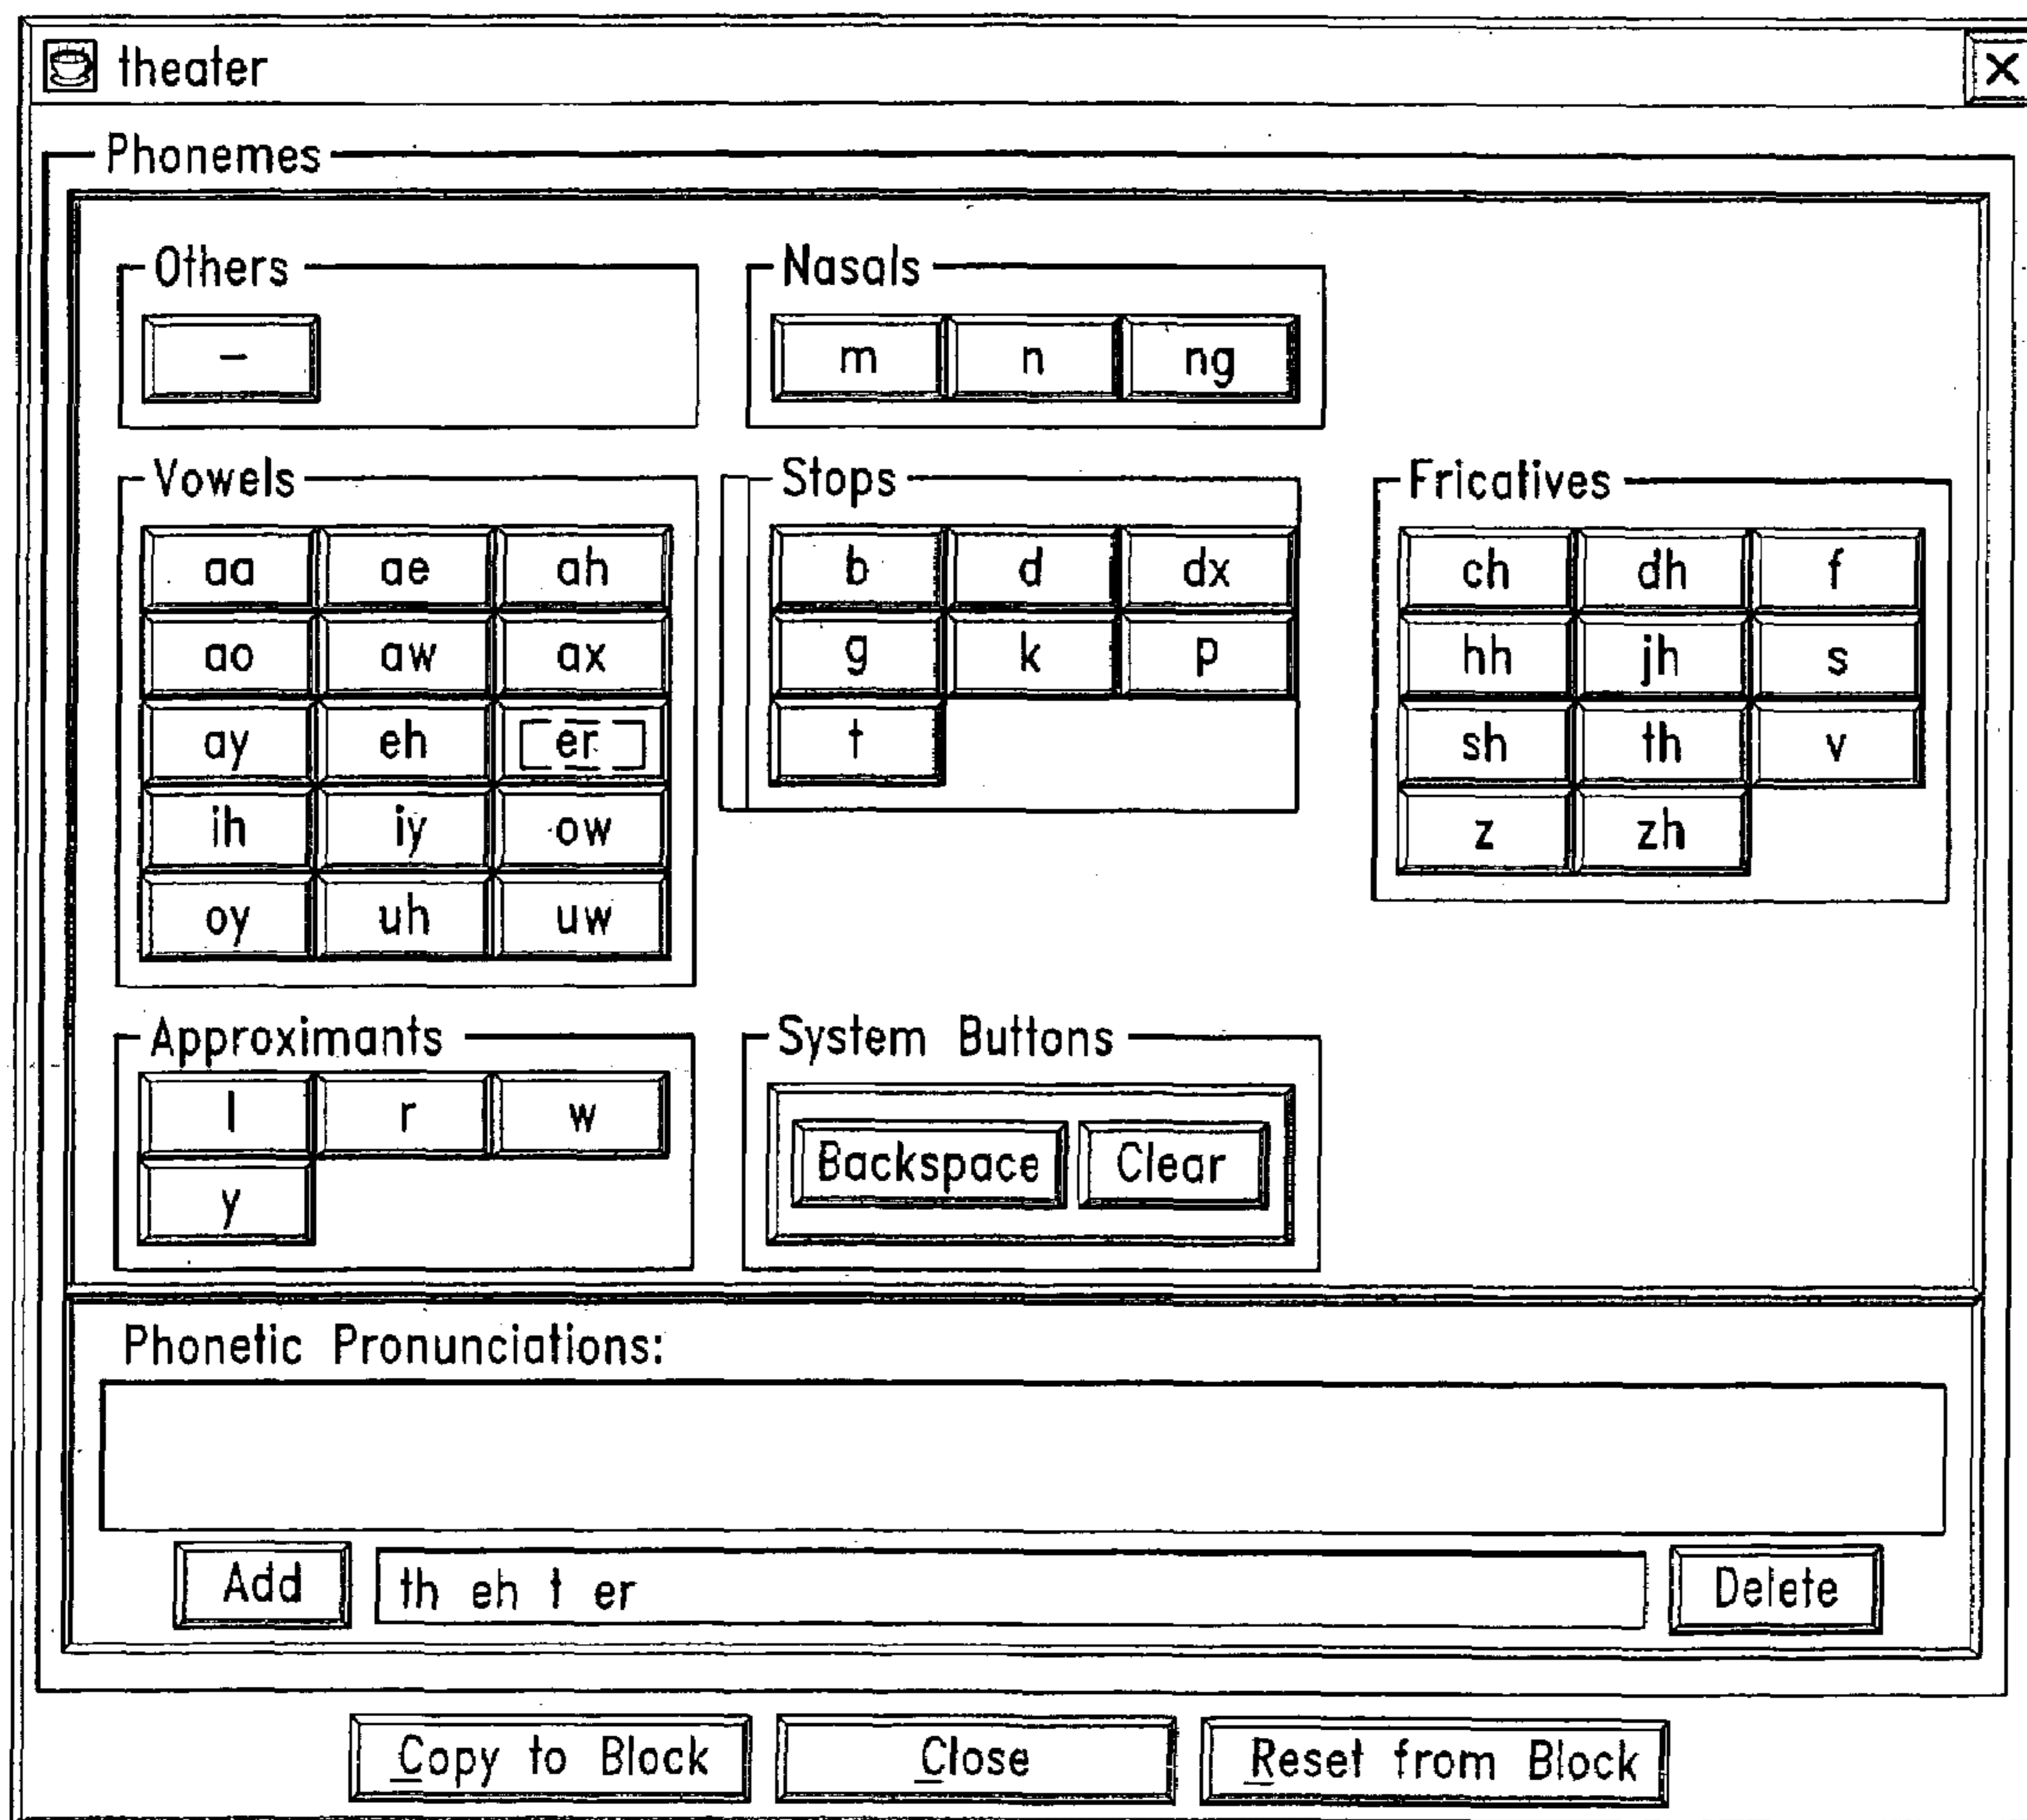 theater X
Phonemes
Others Nasals
– m n ng
Vowels Stops Fricatives
aa ae ah b d dx ch dh f
ao aw ax g k p hh jh s
ay eh er t sh th v
ih iy ow z zh
oy uh uw
Approximants System Buttons
l r w Backspace Clear
y
Phonetic Pronunciations:
Add th eh t er Delete
Copy to Block Close Reset from Block